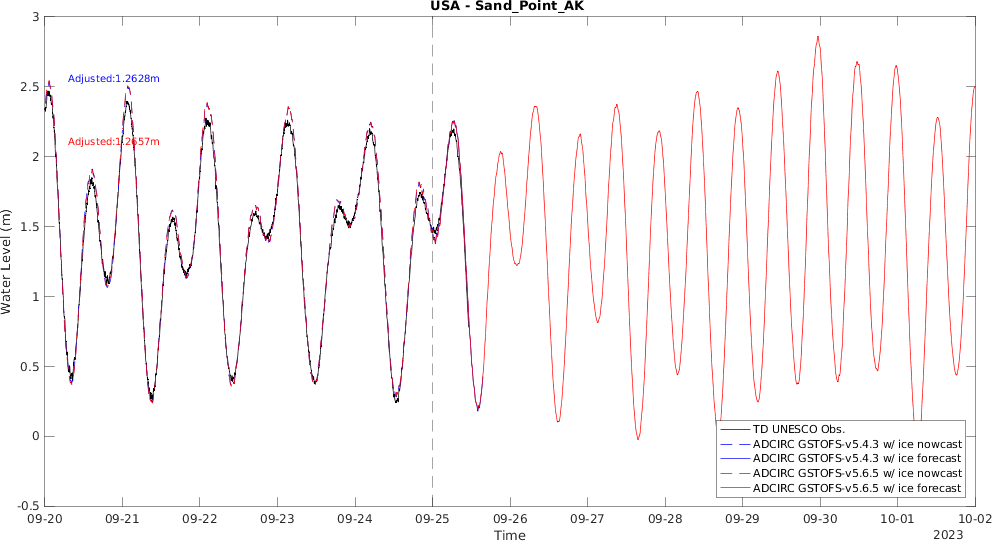 USA - Sand_Point_AK
3
2.5
2
1.5
1
0.5
0
-0.5
Water Level (m)
Adjusted:1.2628m
Adjusted:1.2657m
TD UNESCO Obs.
ADCIRC GSTOFS-v5.4.3 w/ ice nowcast
ADCIRC GSTOFS-v5.4.3 w/ ice forecast
ADCIRC GSTOFS-v5.6.5 w/ ice nowcast
ADCIRC GSTOFS-v5.6.5 w/ ice forecast
09-20 09-21 09-22 09-23 09-24 09-25 09-26 09-27 09-28 09-29 09-30 10-01 10-02
Time
2023